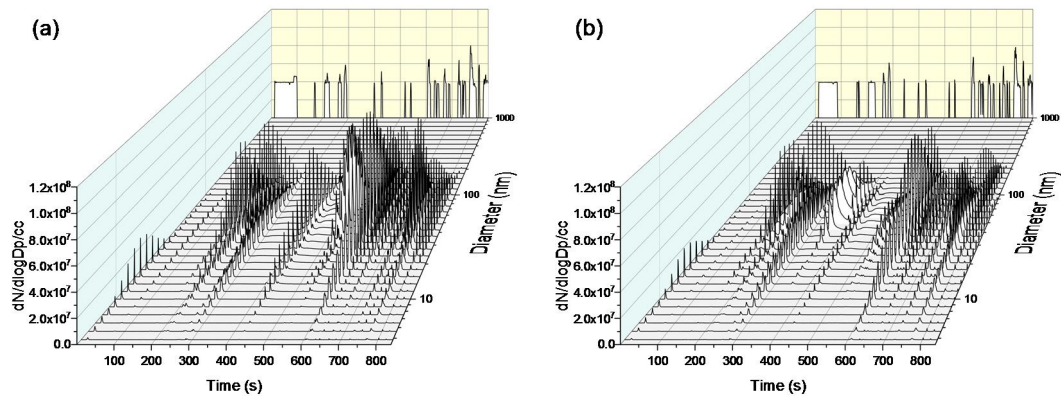 (a)
1000
1.2x10⁸
1.0x10⁸
8.0x10⁷
6.0x10⁷
4.0x10⁷
2.0x10⁷
0.0
dN/dlogDp/cc
100
10
Diameter (nm)
100 200 300 400 500 600 700 800
Time (s)
(b)
1000
1.2x10⁸
1.0x10⁸
8.0x10⁷
6.0x10⁷
4.0x10⁷
2.0x10⁷
0.0
dN/dlogDp/cc
100
10
Diameter (nm)
100 200 300 400 500 600 700 800
Time (s)